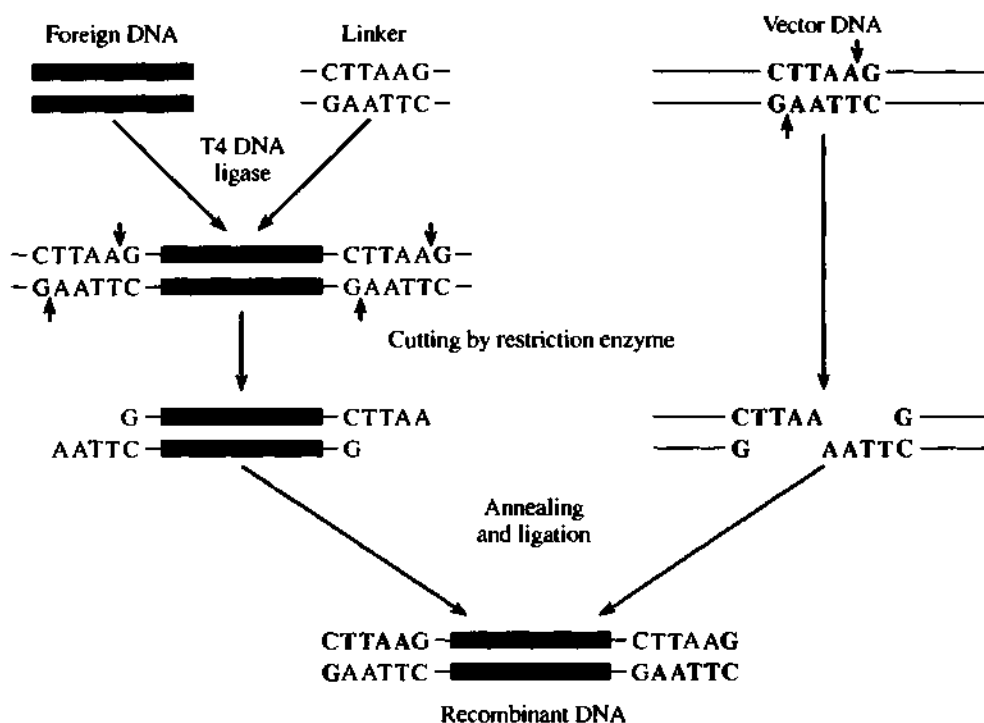 Foreign DNA
Linker
Vector DNA
CTTAAG
GAATTC
CTTAAG
GAATTC
T4 DNA
ligase
CTTAAG
CTTAAG
GAATTC
GAATTC
Cutting by restriction enzyme
G
CTTAA
AATTC
G
CTTAA
G
G
AATTC
Annealing
and ligation
CTTAAG
CTTAAG
GAATTC
GAATTC
Recombinant DNA